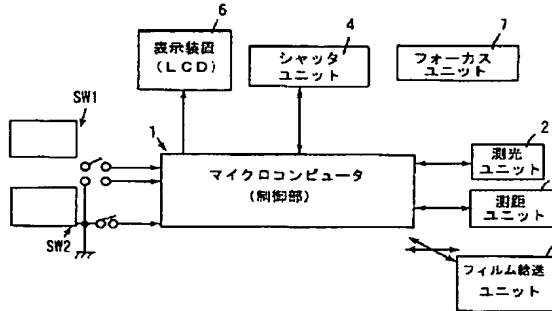 6
表示装置
(LCD)
4
シャッタ
ユニット
7
フォーカス
ユニット
SW1
1
マイクロコンピュータ
(制御部)
2
測光
ユニット
測距
ユニット
SW2
フィルム給送
ユニット